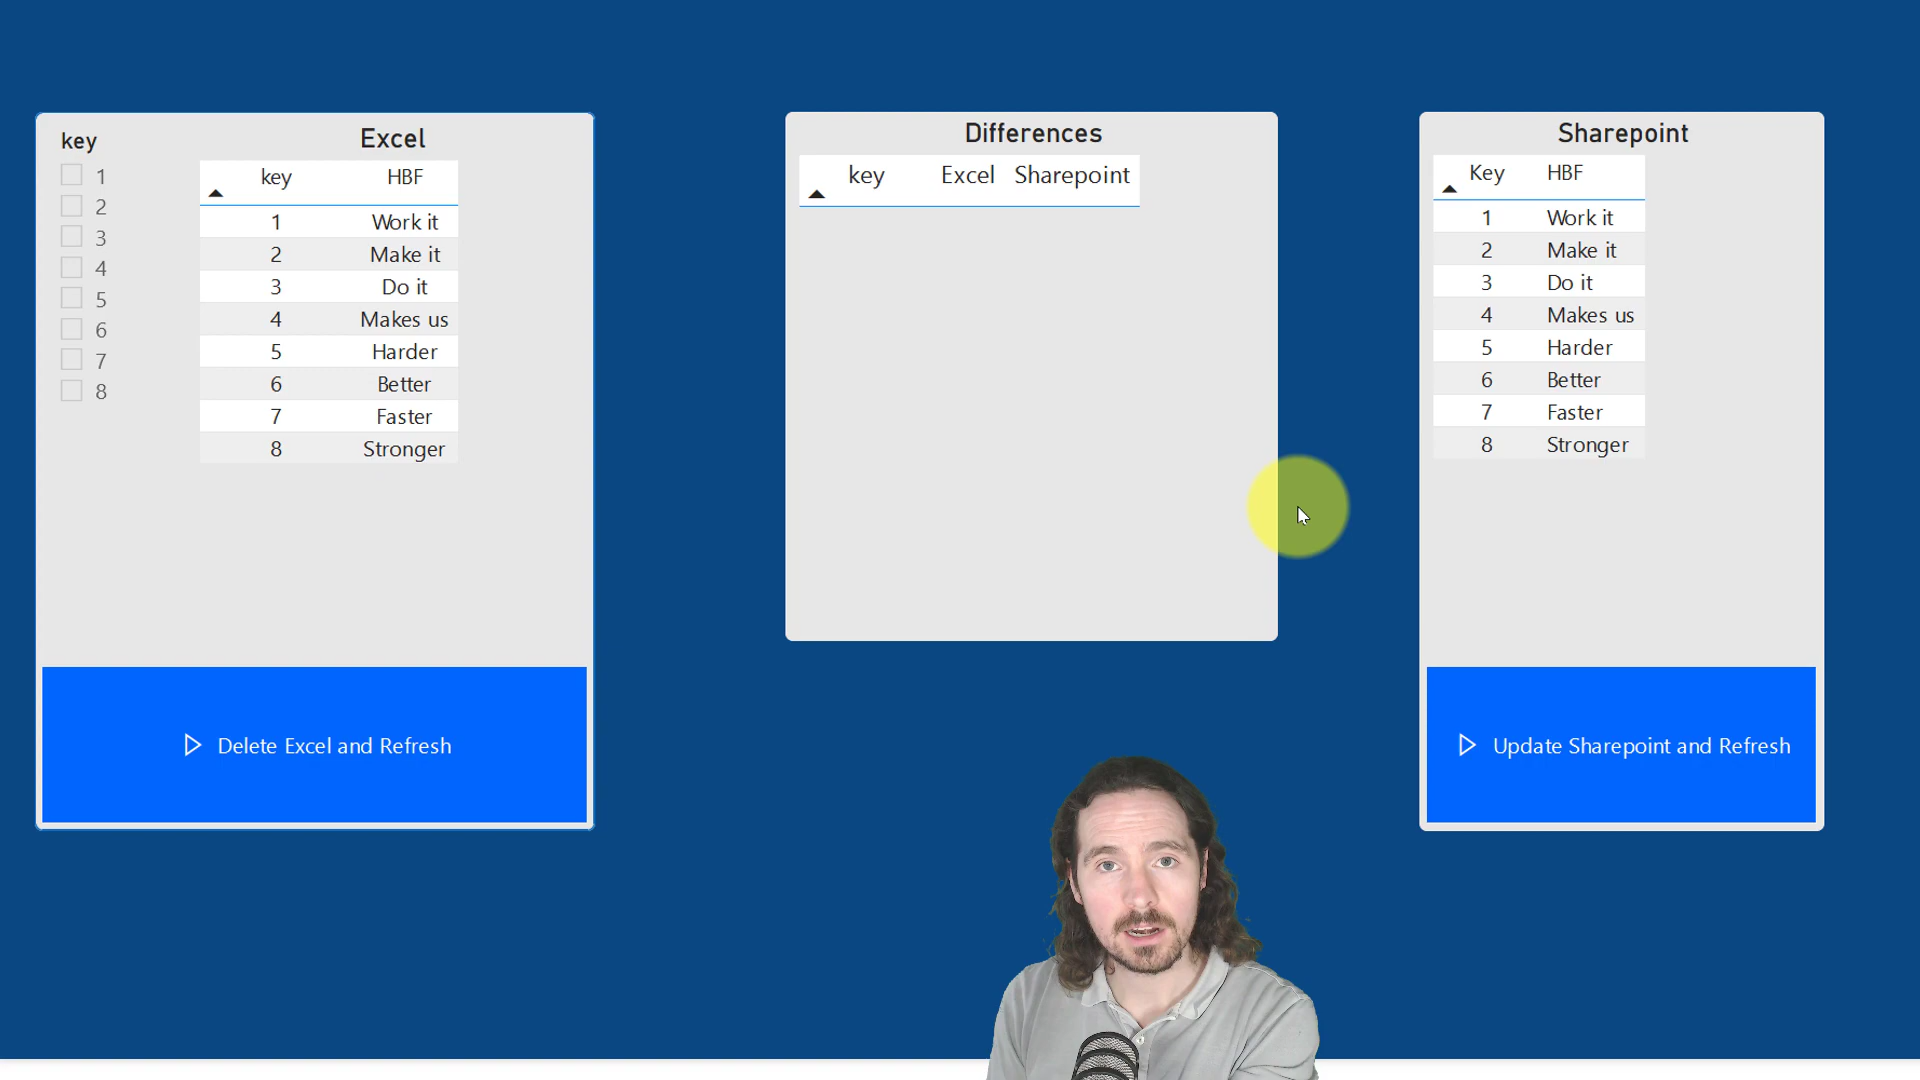 key
1
2
3
4
5
6
7
8
Excel
key HBF
1 Work it
2 Make it
3 Do it
4 Makes us
5 Harder
6 Better
7 Faster
8 Stronger
Delete Excel and Refresh
Differences
key Excel Sharepoint
Sharepoint
Key HBF
1 Work it
2 Make it
3 Do it
4 Makes us
5 Harder
6 Better
7 Faster
8 Stronger
Update Sharepoint and Refresh